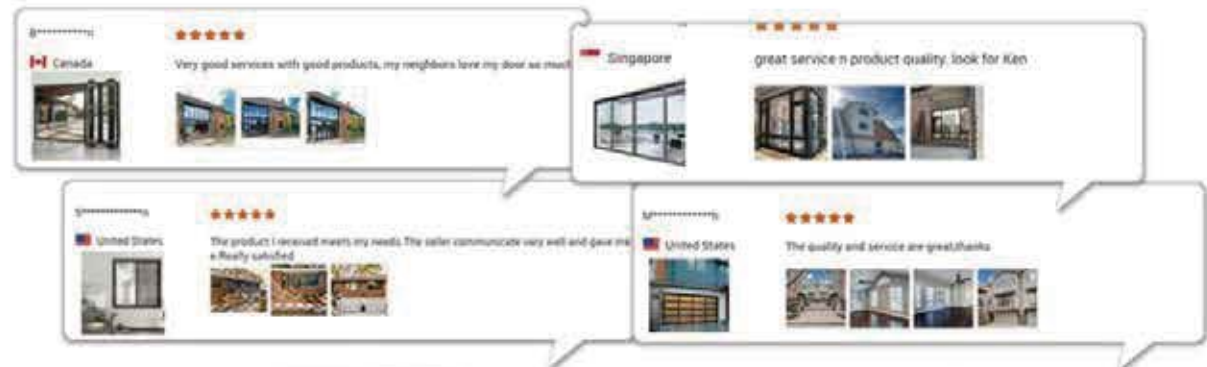 B***********n
Canada
Very good services with good products, my neighbors love my door so much
Singapore
great service n product quality. look for Ken
S*************n
United States
The product I received meets my needs. The seller communicate very well and gave me
e Really satisfied
M*************h
United States
The quality and service are great,thanks